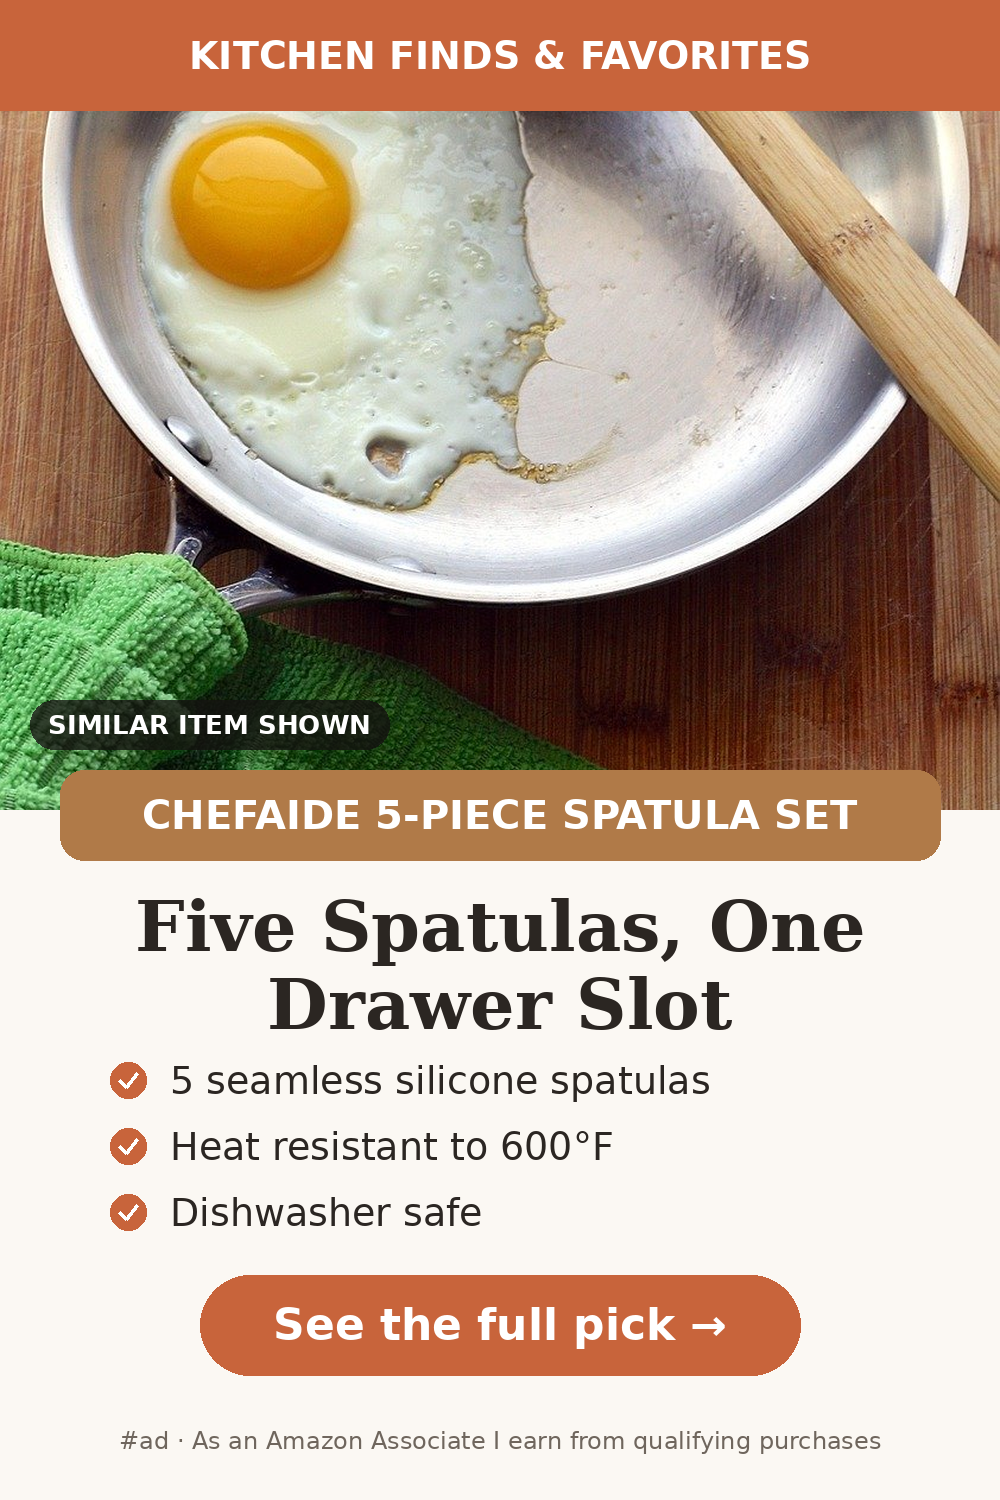 KITCHEN FINDS & FAVORITES
SIMILAR ITEM SHOWN
CHEFAIDE 5-PIECE SPATULA SET
Five Spatulas, One
Drawer Slot
5 seamless silicone spatulas
Heat resistant to 600°F
Dishwasher safe
See the full pick →
#ad · As an Amazon Associate I earn from qualifying purchases